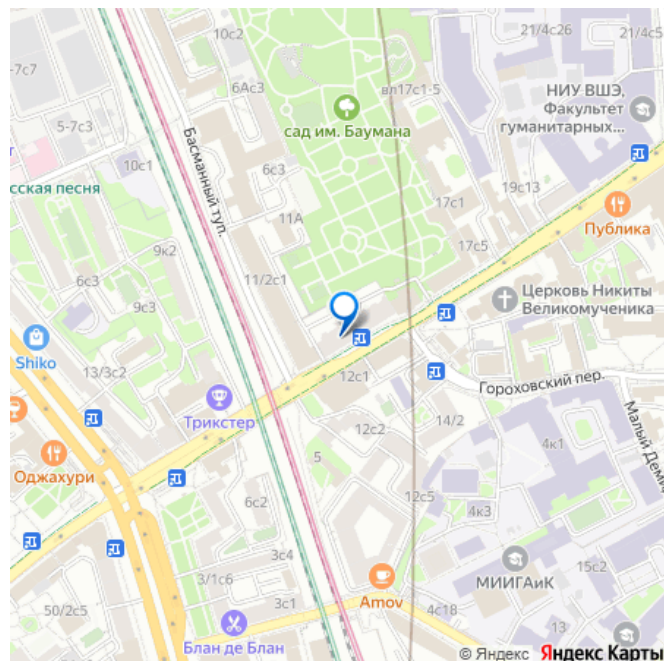 10с2
21/4с26
21/4с5
-7с7
6Ас3
вл17с1-5
НИУ ВШЭ,
Факультет
гуманитарных...
5-7с3
сад им. Баумана
т
10с1
Басманный туп.
6с3
19с13
сская песня
17с1
Публика
11А
17с5
9к2
11/2с1
6с3
9с3
Церковь Никиты
Великомученика
Shiko
13/3с2
12с1
Гороховский пер.
Трикстер
Малый Деми
14/2
12с2
4к1
Оджахури
5
6с2
12с5
4к3
3с4
МИИГАиК
15с2
3/1с6
Amov
50/2с5
3с1
4с18
13
Блан де Блан
© Яндекс Яндекс Карты